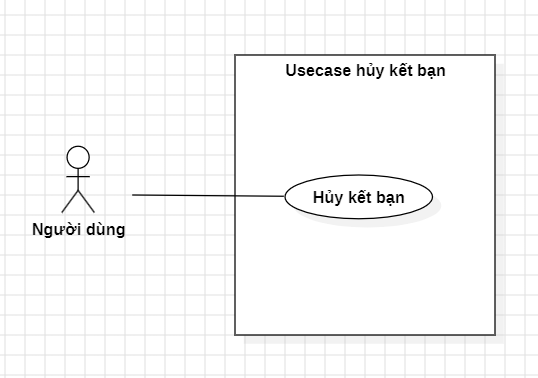 Usecase hủy kết bạn
Hủy kết bạn
Người dùng